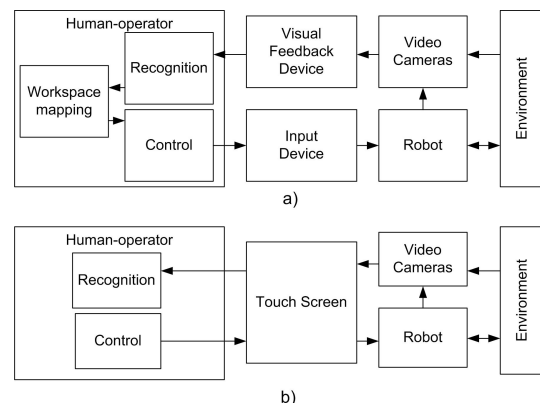 Human-operator
Recognition
Workspace
mapping
Control
Visual
Feedback
Device
Input
Device
Video
Cameras
Robot
Environment
a)
Human-operator
Recognition
Control
Touch Screen
Video
Cameras
Robot
Environment
b)